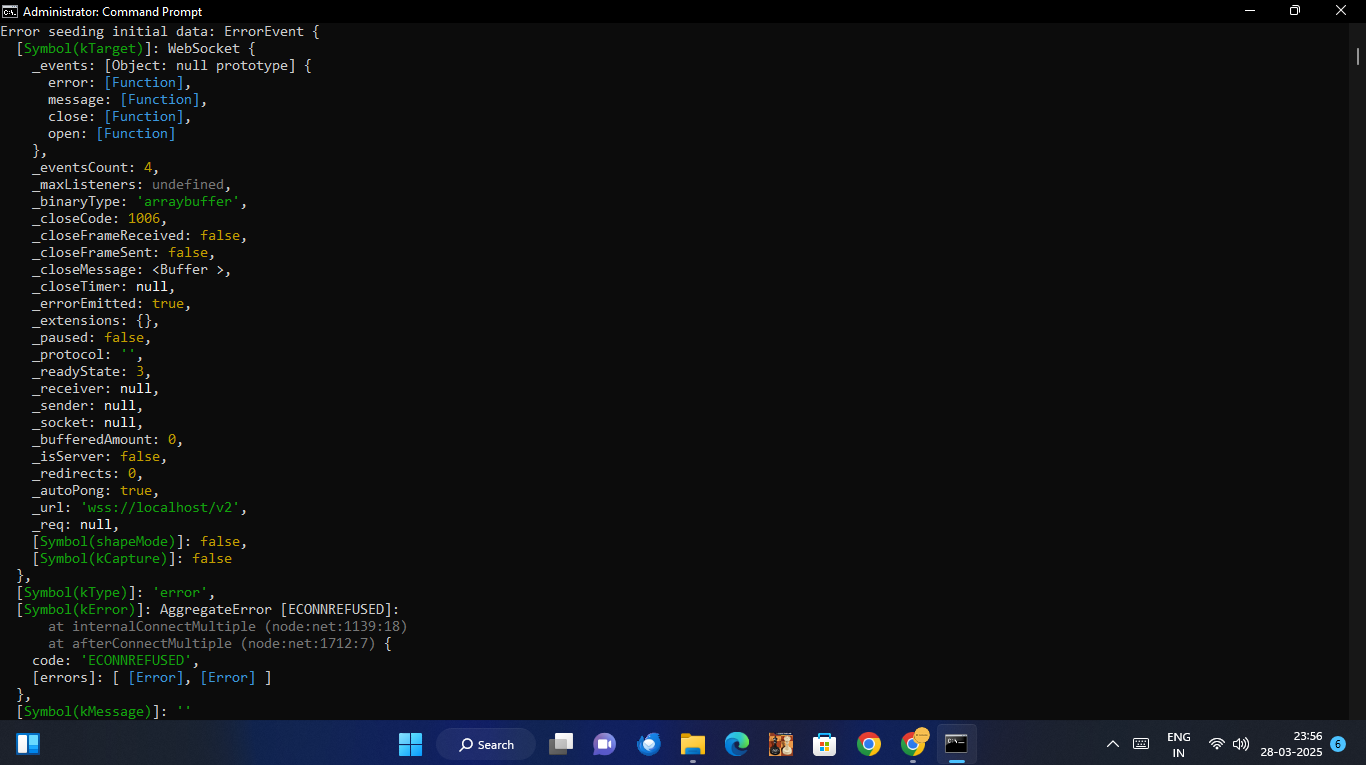 Administrator: Command Prompt
Error seeding initial data: ErrorEvent {
  [Symbol(kTarget)]: WebSocket {
    _events: [Object: null prototype] {
      error: [Function],
      message: [Function],
      close: [Function],
      open: [Function]
    },
    _eventsCount: 4,
    _maxListeners: undefined,
    _binaryType: 'arraybuffer',
    _closeCode: 1006,
    _closeFrameReceived: false,
    _closeFrameSent: false,
    _closeMessage: <Buffer >,
    _closeTimer: null,
    _errorEmitted: true,
    _extensions: {},
    _paused: false,
    _protocol: '',
    _readyState: 3,
    _receiver: null,
    _sender: null,
    _socket: null,
    _bufferedAmount: 0,
    _isServer: false,
    _redirects: 0,
    _autoPong: true,
    _url: 'wss://localhost/v2',
    _req: null,
    [Symbol(shapeMode)]: false,
    [Symbol(kCapture)]: false
  },
  [Symbol(kType)]: 'error',
  [Symbol(kError)]: AggregateError [ECONNREFUSED]:
      at internalConnectMultiple (node:net:1139:18)
      at afterConnectMultiple (node:net:1712:7) {
    code: 'ECONNREFUSED',
    [errors]: [ [Error], [Error] ]
  },
  [Symbol(kMessage)]: ''
Search
ENG
IN
23:56
28-03-2025
6